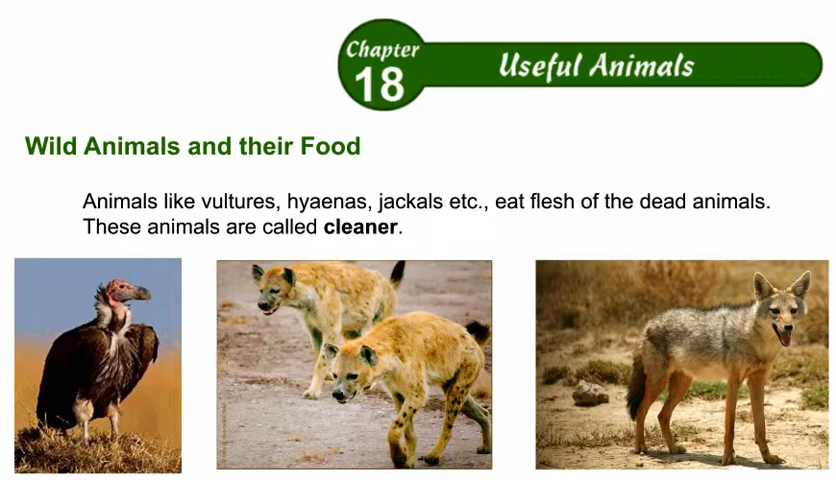 Chapter
18
Useful Animals
Wild Animals and their Food
Animals like vultures, hyaenas, jackals etc., eat flesh of the dead animals.
These animals are called cleaner.